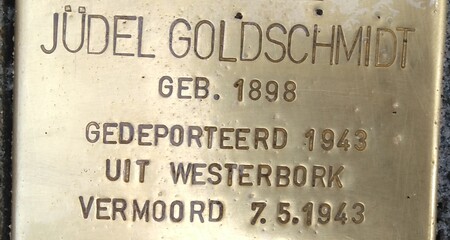 JÜDEL GOLDSCHMIDT
GEB. 1898
GEDEPORTEERD 1943
UIT WESTERBORK
VERMOORD 7.5.1943